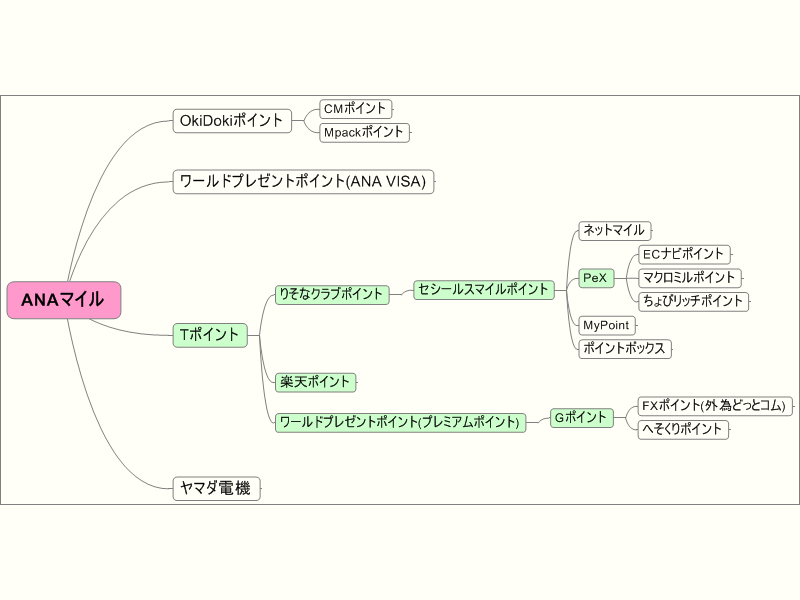 ANAマイル
OkiDokiポイント
CMポイント
Mpackポイント
ワールドプレゼントポイント(ANA VISA)
Tポイント
りそなクラブポイント
セシールスマイルポイント
ネットマイル
PeX
ECナビポイント
マクロミルポイント
ちょびリッチポイント
MyPoint
ポイントボックス
楽天ポイント
ワールドプレゼントポイント(プレミアムポイント)
Gポイント
FXポイント(外為どっとコム)
へそくりポイント
ヤマダ電機